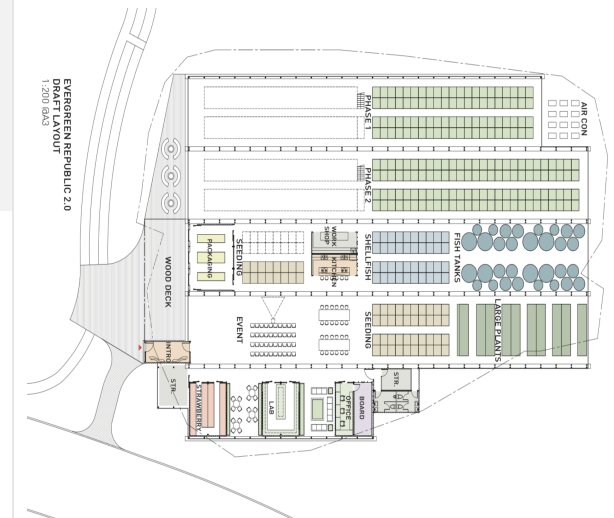 EVERGREEN REPUBLIC 2.0
DRAFT LAYOUT
1:200 iðA3
AIR CON
PHASE 1
PHASE 2
FISH TANKS
SHELLFISH
WORK
SHOP
KITCHEN
SEEDING
PACKAGING
WOOD DECK
LARGE PLANTS
SEEDING
EVENT
INTRO
STR.
STR.
BOARD
OFFICE
LAB
STRAWBERRY